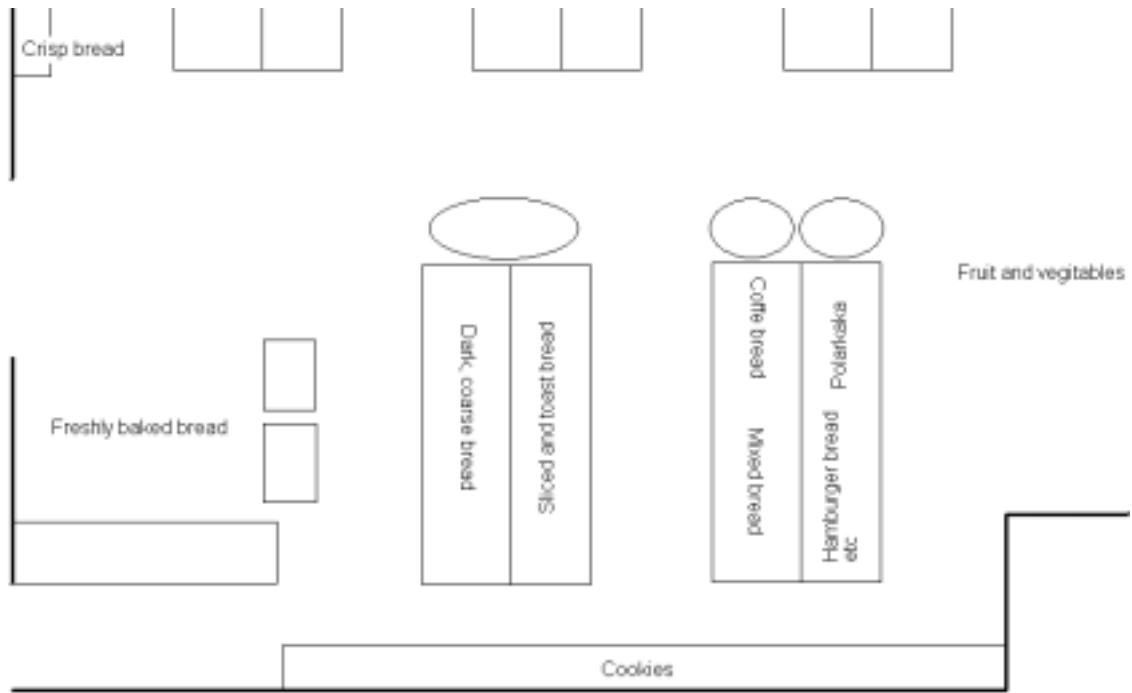 Crisp bread
Fruit and vegitables
Coffe bread
Polarkaka
Dark, coarse bread
Sliced and toast bread
Freshly baked bread
Mixed bread
Hamburger bread
etc
Cookies